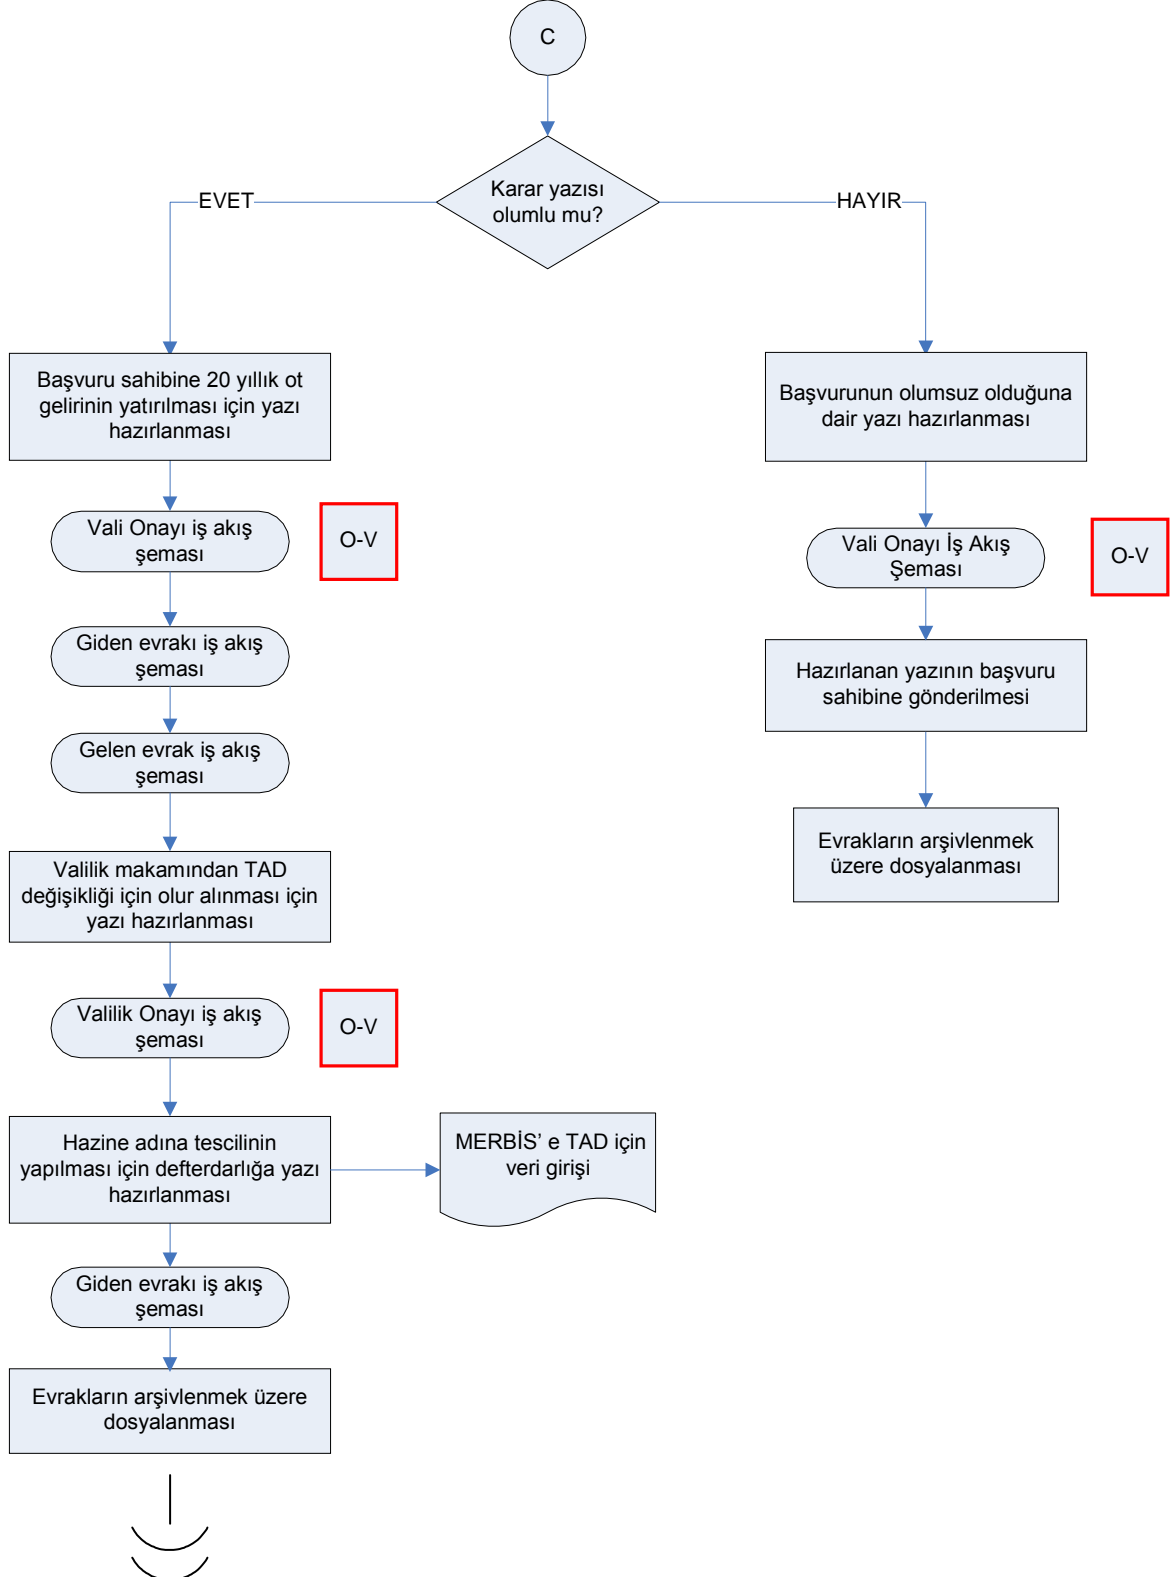 C
Karar yazısı
olumlu mu?
EVET
HAYIR
Başvuru sahibine 20 yıllık ot
gelirinin yatırılması için yazı
hazırlanması
Vali Onayı iş akış
şeması
O-V
Giden evrakı iş akış
şeması
Gelen evrak iş akış
şeması
Valilik makamından TAD
değişikliği için olur alınması için
yazı hazırlanması
Valilik Onayı iş akış
şeması
O-V
Hazine adına tescilinin
yapılması için defterdarlığa yazı
hazırlanması
MERBİS’ e TAD için
veri girişi
Giden evrakı iş akış
şeması
Evrakların arşivlenmek üzere
dosyalanması
Başvurunun olumsuz olduğuna
dair yazı hazırlanması
Vali Onayı İş Akış
Şeması
O-V
Hazırlanan yazının başvuru
sahibine gönderilmesi
Evrakların arşivlenmek
üzere dosyalanması